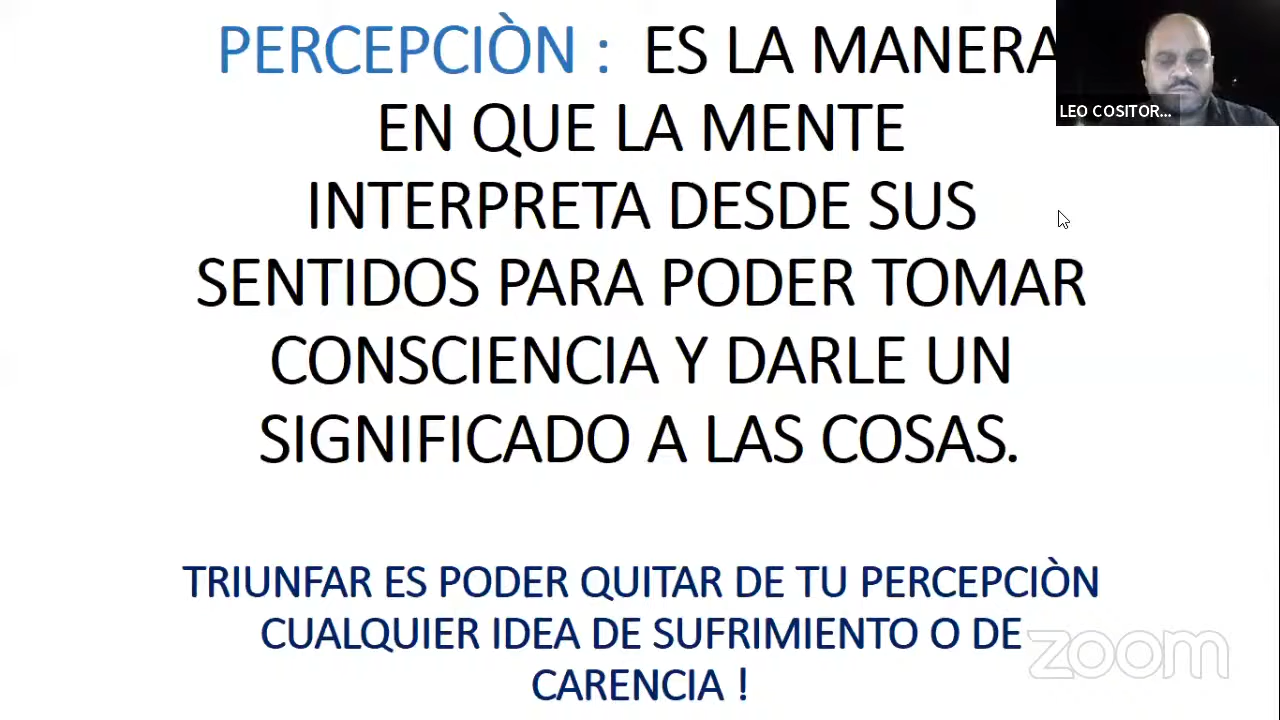 PERCEPCIÒN : ES LA MANERA
EN QUE LA MENTE
INTERPRETA DESDE SUS
SENTIDOS PARA PODER TOMAR
CONSCIENCIA Y DARLE UN
SIGNIFICADO A LAS COSAS.
TRIUNFAR ES PODER QUITAR DE TU PERCEPCIÒN
CUALQUIER IDEA DE SUFRIMIENTO O DE
CARENCIA !
LEO COSITOR...
zoom